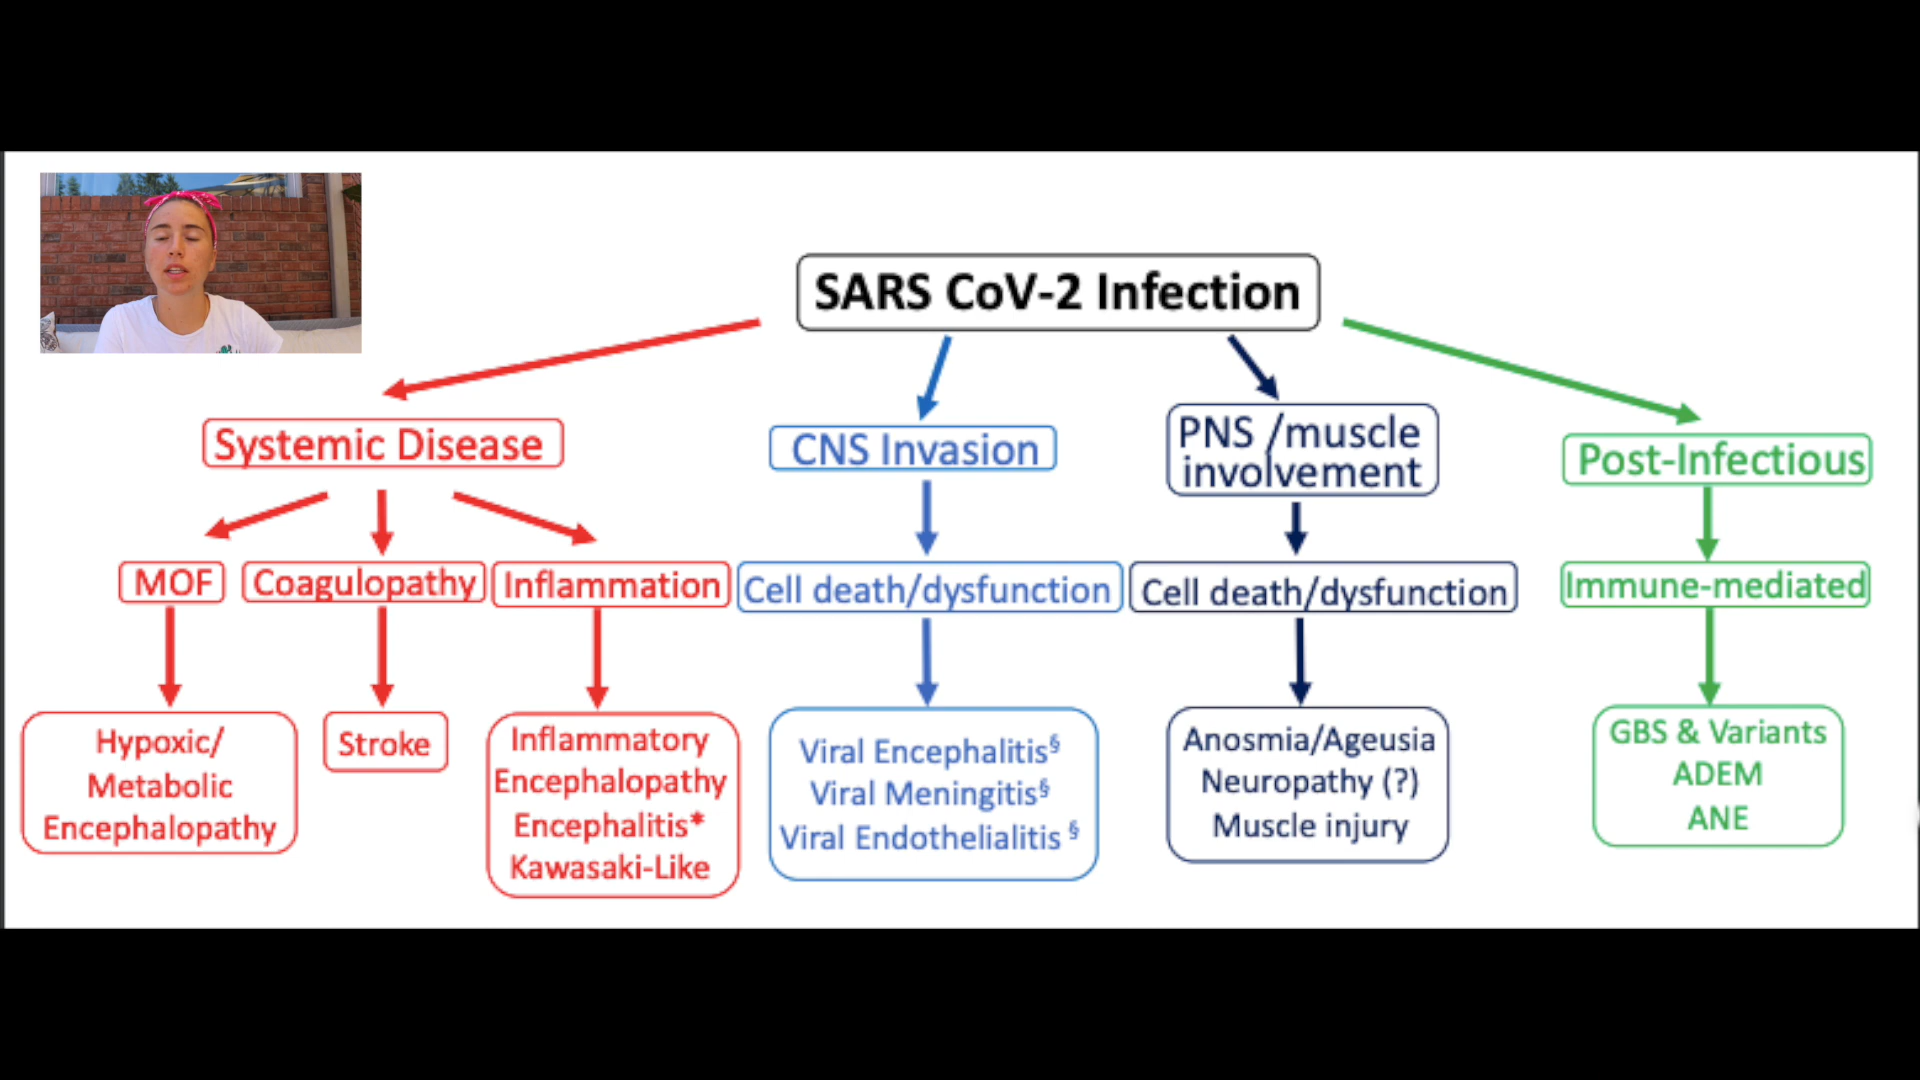 SARS CoV-2 Infection
Systemic Disease
CNS Invasion
PNS /muscle
involvement
Post-Infectious
MOF
Coagulopathy
Inflammation
Cell death/dysfunction
Cell death/dysfunction
Immune-mediated
Hypoxic/
Metabolic
Encephalopathy
Stroke
Inflammatory
Encephalopathy
Encephalitis*
Kawasaki-Like
Viral Encephalitis§
Viral Meningitis§
Viral Endothelialitis §
Anosmia/Ageusia
Neuropathy (?)
Muscle injury
GBS & Variants
ADEM
ANE